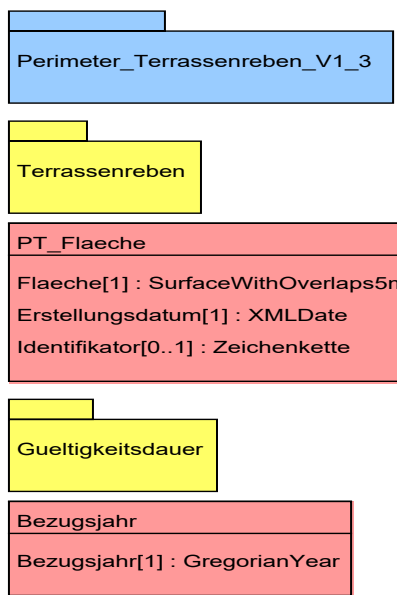 Perimeter_Terrassenreben_V1_3
Terrassenreben
PT_Flaeche
Flaeche[1] : SurfaceWithOverlaps5m
Erstellungsdatum[1] : XMLDate
Identifikator[0..1] : Zeichenkette
Gueltigkeitsdauer
Bezugsjahr
Bezugsjahr[1] : GregorianYear